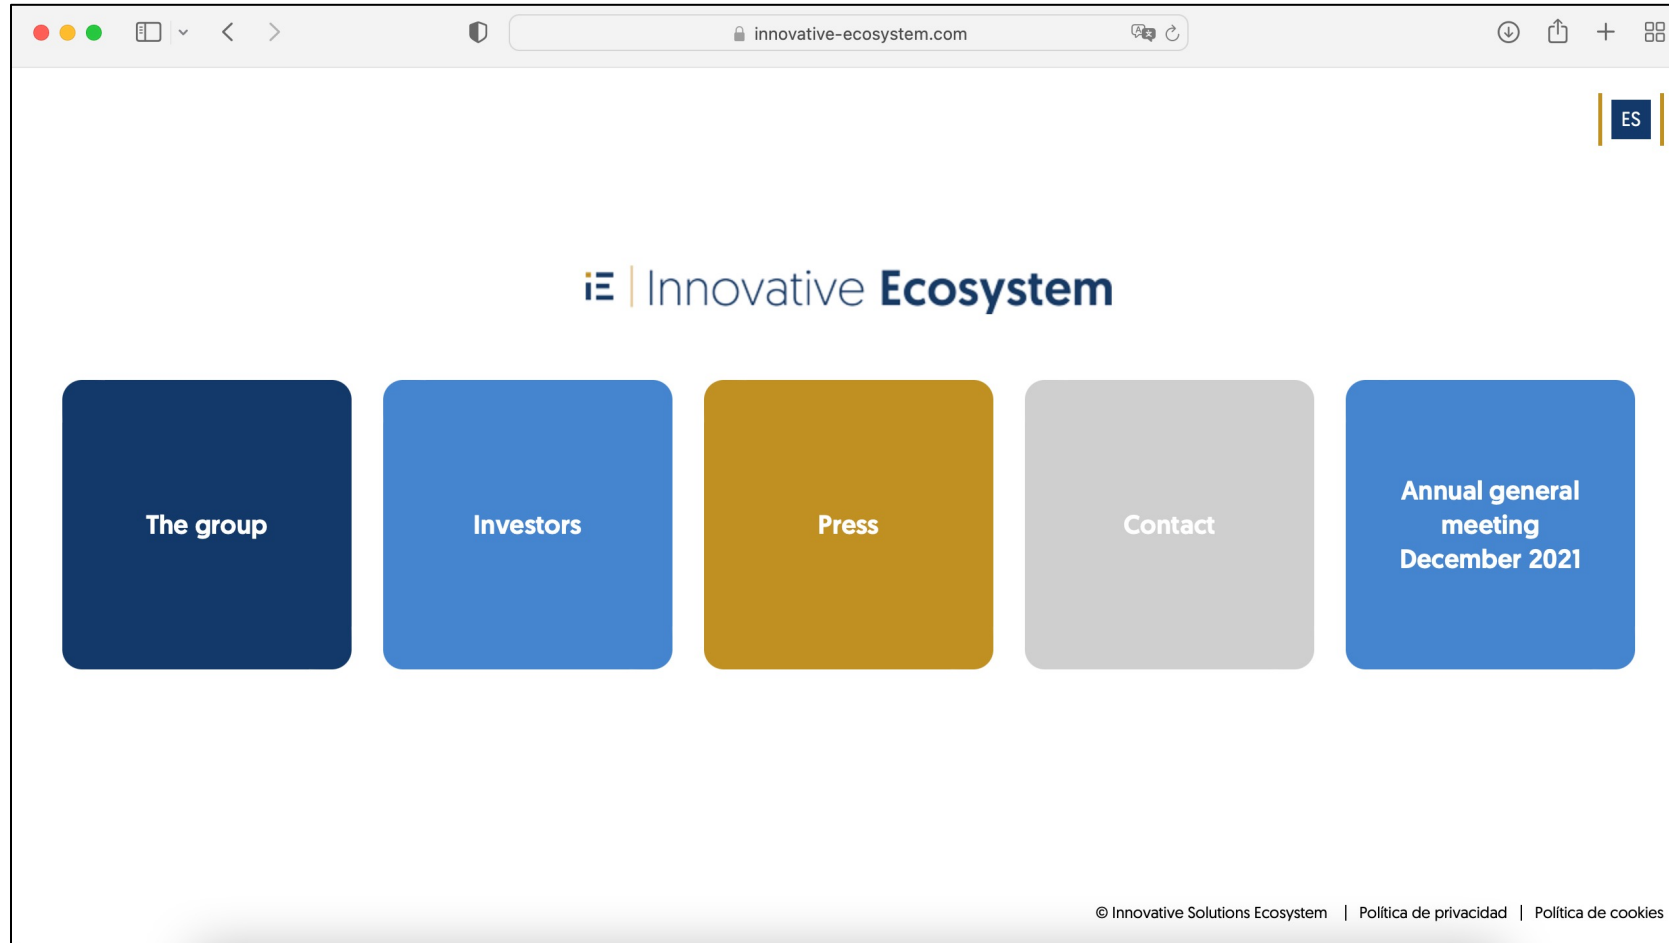 innovative-ecosystem.com
ES
iE | Innovative Ecosystem
The group
Investors
Press
Contact
Annual general
meeting
December 2021
© Innovative Solutions Ecosystem | Política de privacidad | Política de cookies